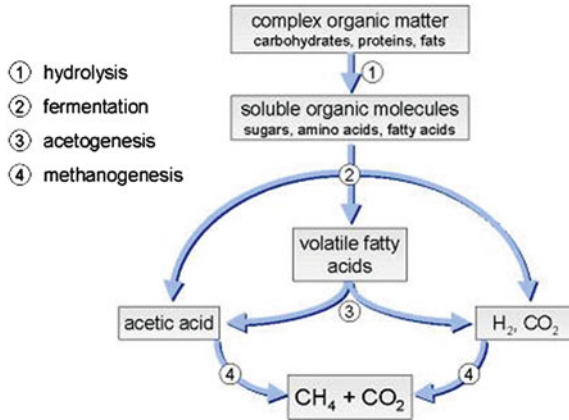 complex organic matter
carbohydrates, proteins, fats
① hydrolysis
② fermentation
③ acetogenesis
④ methanogenesis
①
soluble organic molecules
sugars, amino acids, fatty acids
②
volatile fatty
acids
acetic acid
③
H₂, CO₂
④
④
CH₄ + CO₂